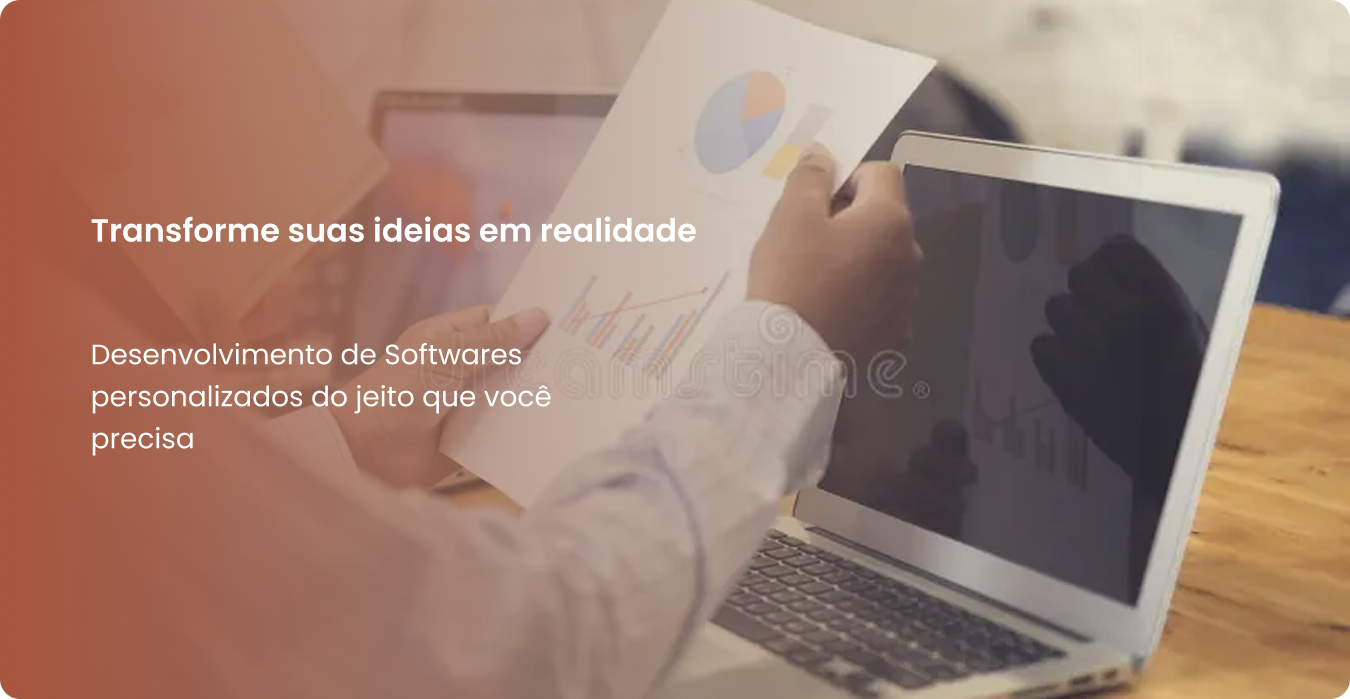 Transforme suas ideias em realidade
Desenvolvimento de Softwares
personalizados do jeito que você
precisa
dreamstime®